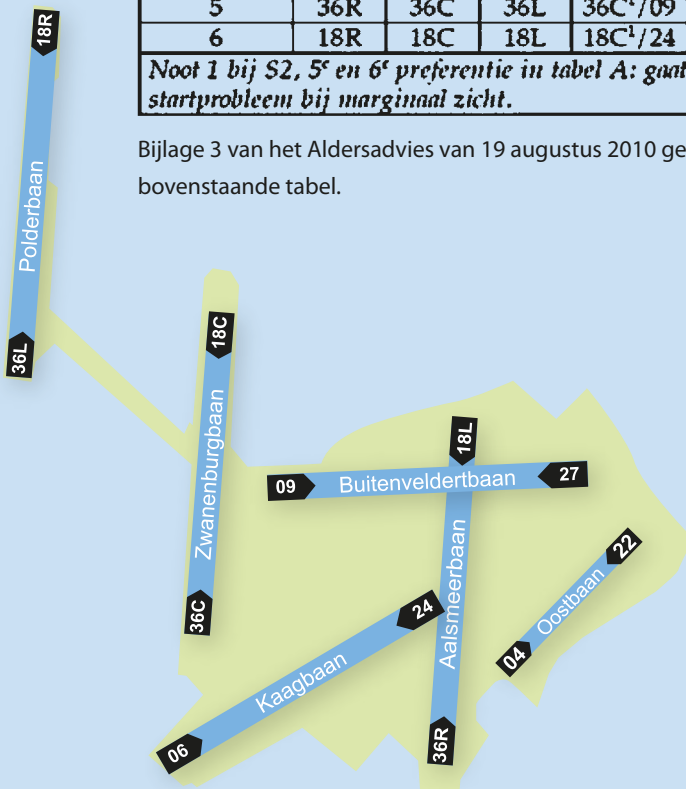 5 36R 36C 36L 36C¹/09
6 18R 18C 18L 18C¹/24
Noot 1 bij S2, 5ᵉ en 6ᵉ preferentie in tabel A: gaat
startprobleem bij marginaal zicht.
Bijlage 3 van het Aldersadvies van 19 augustus 2010 ge
bovenstaande tabel.
18R
Polderbaan
36L
18C
Zwanenburgbaan
36C
18L
09 Buitenveldertbaan 27
Aalsmeerbaan
36R
22
Oostbaan
04
24
Kaagbaan
06